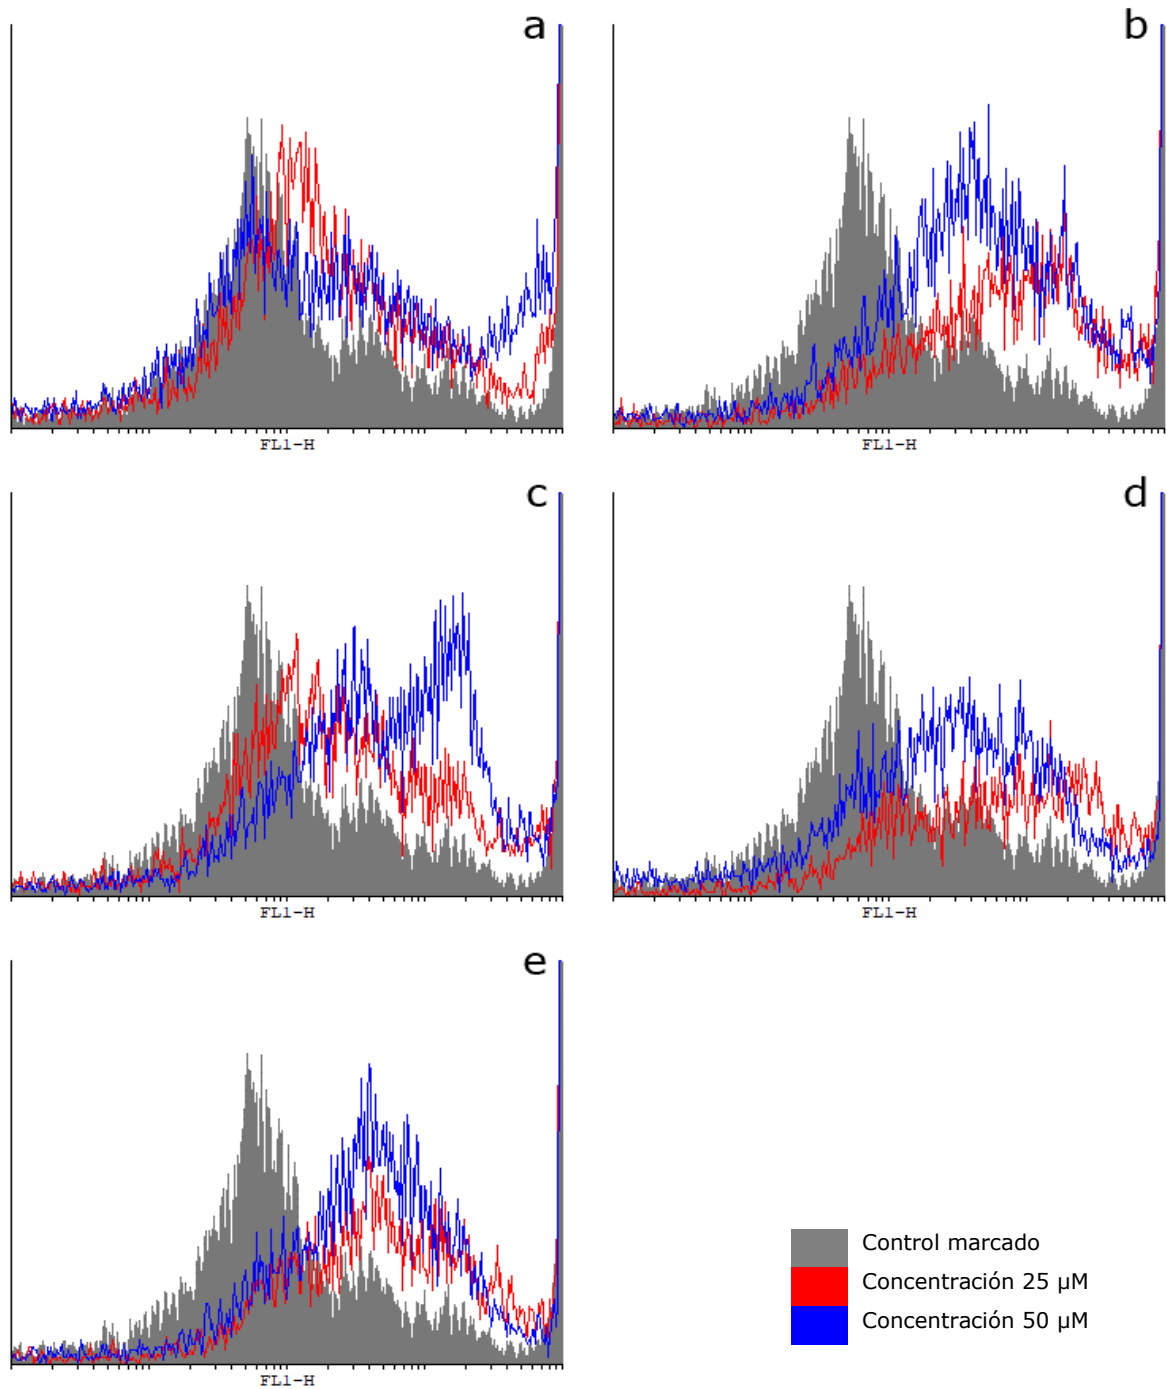 a
b
FL1-H
FL1-H
c
d
FL1-H
FL1-H
e
FL1-H
Control marcado
Concentración 25 µM
Concentración 50 µM